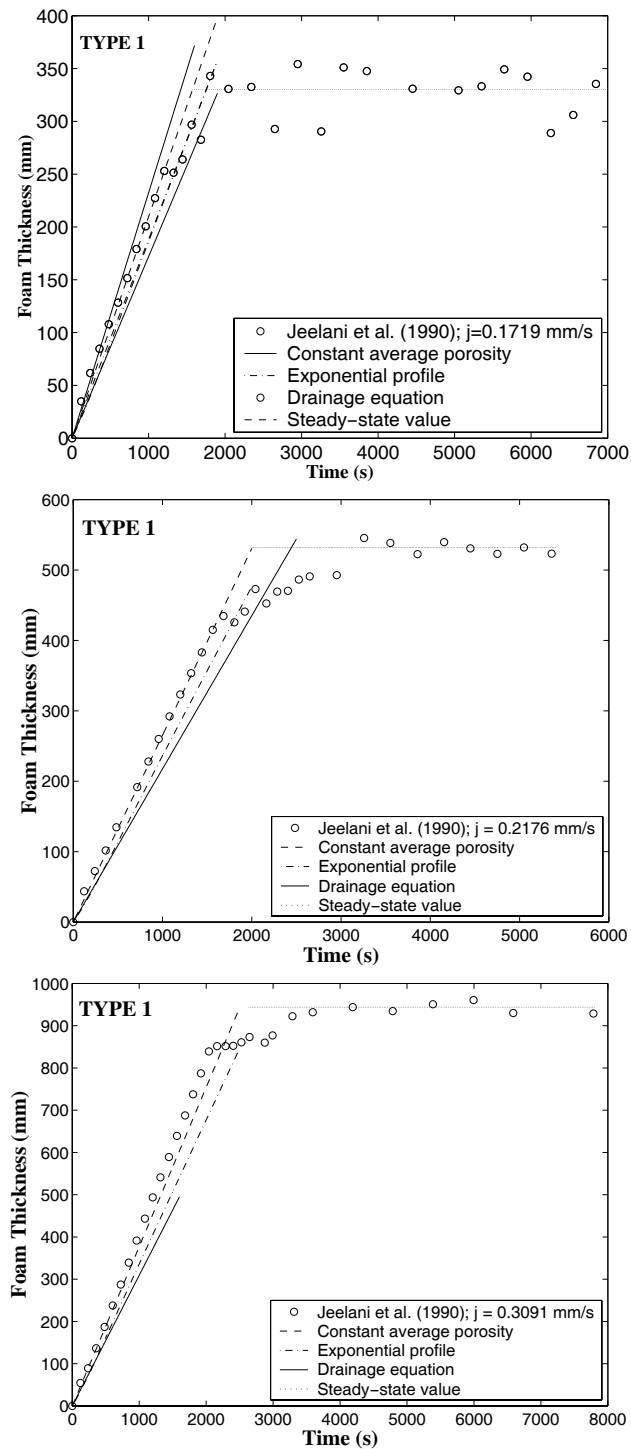 400
TYPE 1
350
300
250
200
150
100
50
0
Foam Thickness (mm)
Jeelani et al. (1990); j=0.1719 mm/s
Constant average porosity
Exponential profile
Drainage equation
Steady−state value
0 1000 2000 3000 4000 5000 6000 7000
Time (s)
600
TYPE 1
500
400
300
200
100
0
Foam Thickness (mm)
Jeelani et al. (1990); j = 0.2176 mm/s
Constant average porosity
Exponential profile
Drainage equation
Steady−state value
0 1000 2000 3000 4000 5000 6000
Time (s)
1000
TYPE 1
900
800
700
600
500
400
300
200
100
0
Foam Thickness (mm)
Jeelani et al. (1990); j = 0.3091 mm/s
Constant average porosity
Exponential profile
Drainage equation
Steady−state value
0 1000 2000 3000 4000 5000 6000 7000 8000
Time (s)